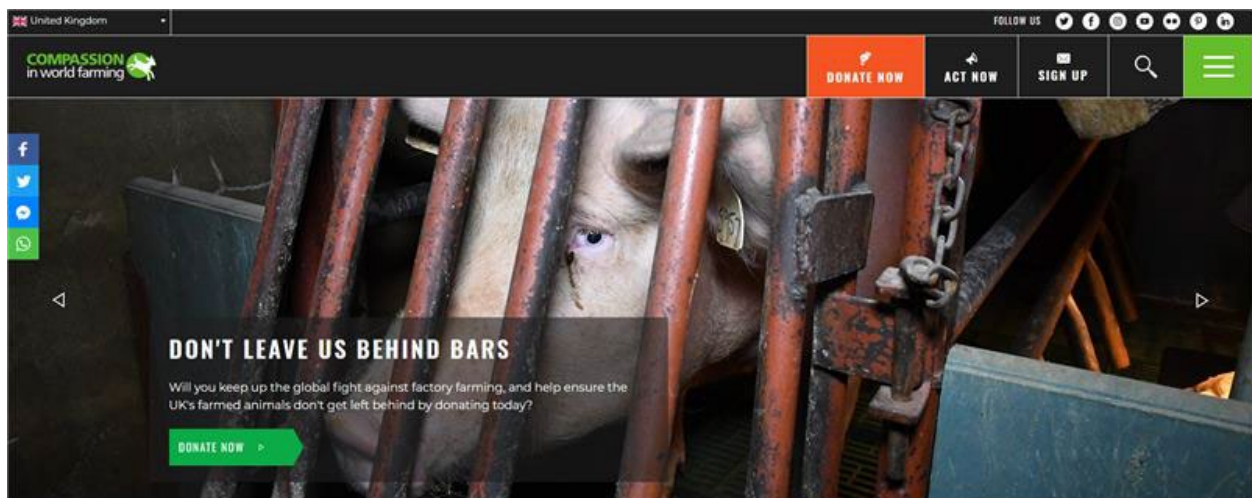 United Kingdom
FOLLOW US
COMPASSION
in world farming
DONATE NOW
ACT NOW
SIGN UP
DON'T LEAVE US BEHIND BARS
Will you keep up the global fight against factory farming, and help ensure the
UK's farmed animals don't get left behind by donating today?
DONATE NOW